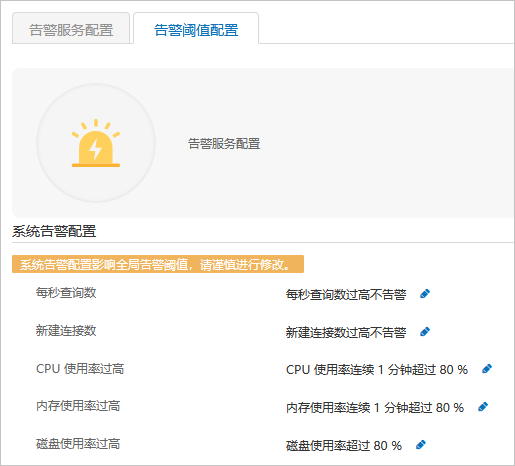 告警服务配置
告警阈值配置
告警服务配置
系统告警配置
系统告警配置影响全局告警阈值，请谨慎进行修改。
每秒查询数 每秒查询数过高不告警
新建连接数 新建连接数过高不告警
CPU 使用率过高 CPU 使用率连续 1 分钟超过 80 %
内存使用率过高 内存使用率连续 1 分钟超过 80 %
磁盘使用率过高 磁盘使用率超过 80 %